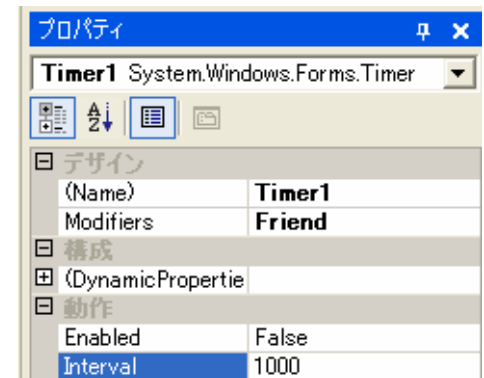 プロパティ
Timer1 System.Windows.Forms.Timer
デザイン
(Name) Timer1
Modifiers Friend
構成
(DynamicPropertie
動作
Enabled False
Interval 1000